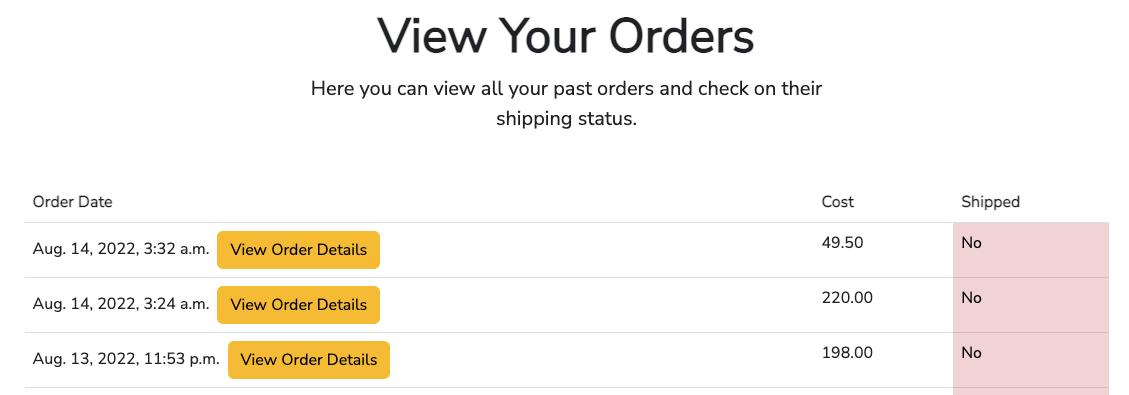 View Your Orders
Here you can view all your past orders and check on their
shipping status.
Order Date Cost Shipped
Aug. 14, 2022, 3:32 a.m. View Order Details 49.50 No
Aug. 14, 2022, 3:24 a.m. View Order Details 220.00 No
Aug. 13, 2022, 11:53 p.m. View Order Details 198.00 No